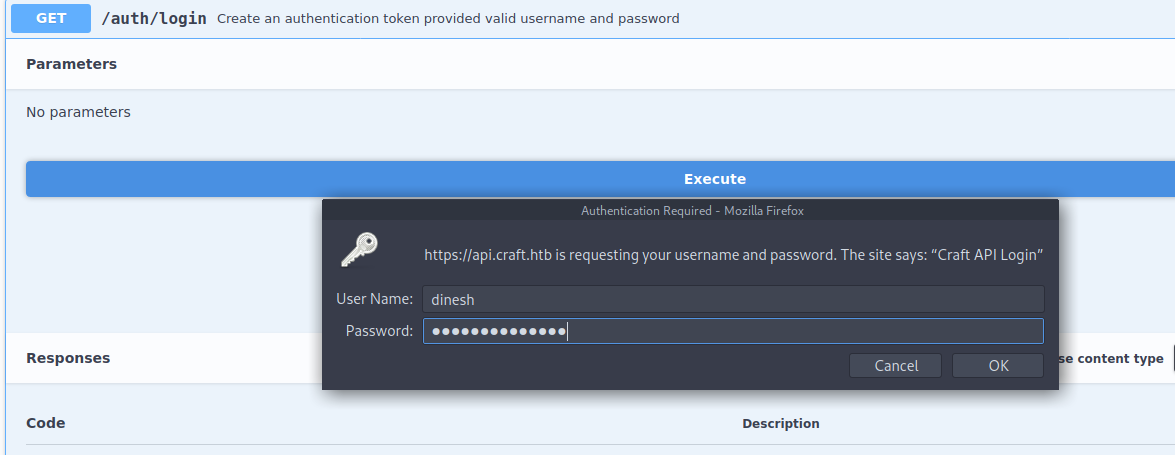 GET /auth/login Create an authentication token provided valid username and password
Parameters
No parameters
Execute
Authentication Required - Mozilla Firefox
https://api.craft.htb is requesting your username and password. The site says: “Craft API Login”
User Name: dinesh
Password: ●●●●●●●●●●●●●●
Cancel OK
Responses se content type
Code Description